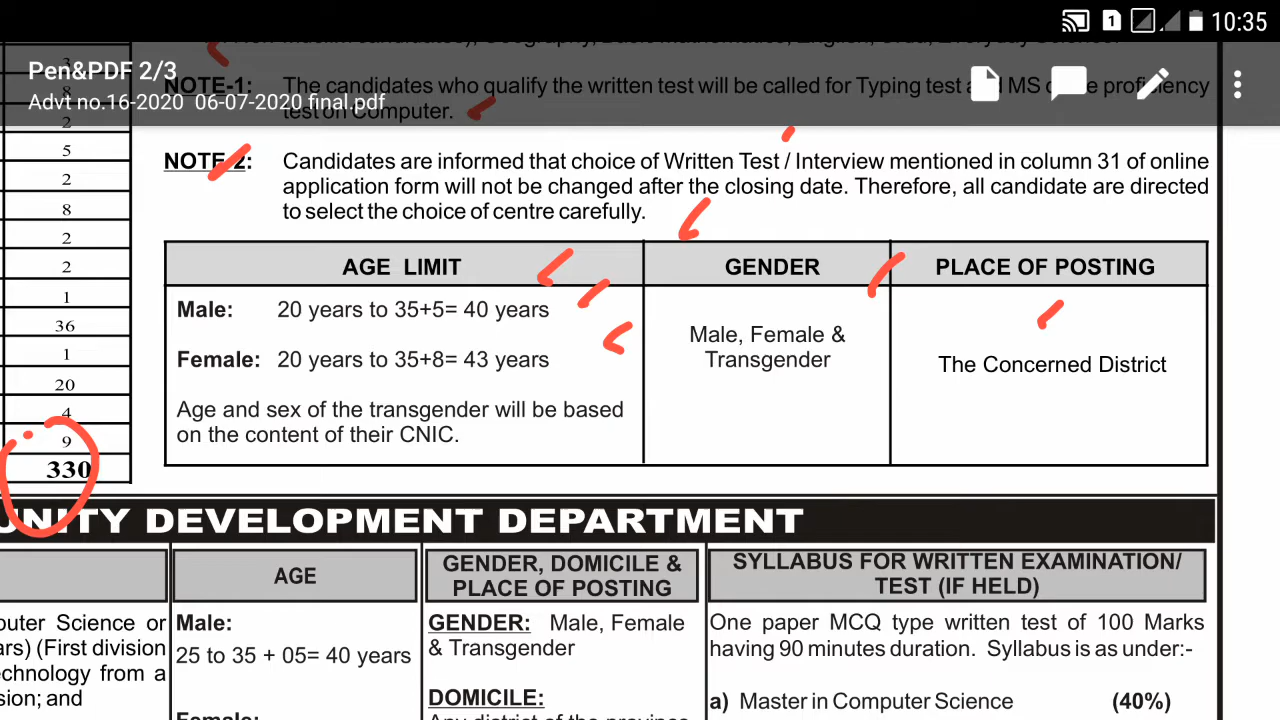 1 10:35
Pen&PDF 2/3
Advt no.16-2020 06-07-2020 final.pdf
NOTE-1: The candidates who qualify the written test will be called for Typing test and MS proficiency
test on Computer.
NOTE-2: Candidates are informed that choice of Written Test / Interview mentioned in column 31 of online
application form will not be changed after the closing date. Therefore, all candidate are directed
to select the choice of centre carefully.
3
8
2
5
2
8
2
2
1
36
1
20
4
9
330
AGE LIMIT GENDER PLACE OF POSTING
Male: 20 years to 35+5= 40 years
Female: 20 years to 35+8= 43 years
Age and sex of the transgender will be based
on the content of their CNIC.
Male, Female &
Transgender
The Concerned District
UNITY DEVELOPMENT DEPARTMENT
AGE
GENDER, DOMICILE &
PLACE OF POSTING
SYLLABUS FOR WRITTEN EXAMINATION/
TEST (IF HELD)
puter Science or
ars) (First division
echnology from a
sion; and
Male:
25 to 35 + 05= 40 years
Female:
GENDER: Male, Female
& Transgender
DOMICILE:
Any district of the province
One paper MCQ type written test of 100 Marks
having 90 minutes duration. Syllabus is as under:-
a) Master in Computer Science (40%)